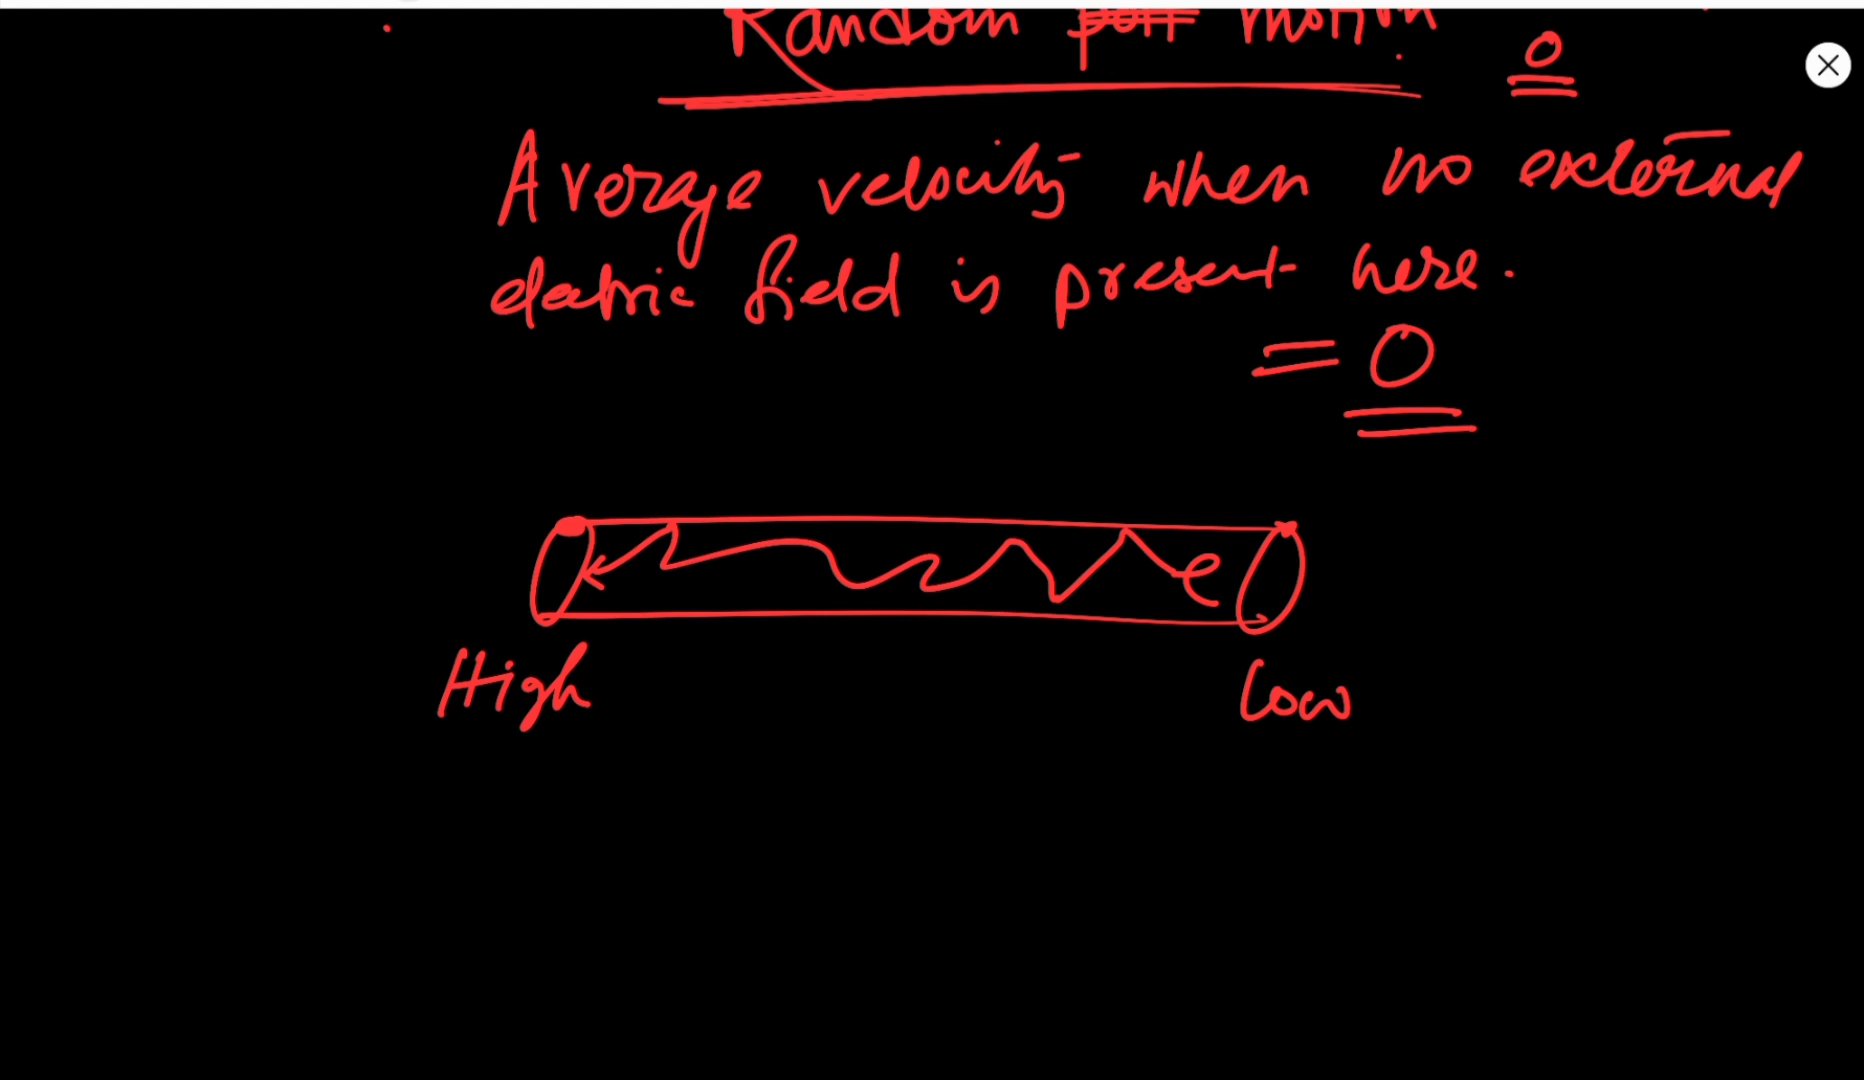 Random motion 0
Average velocity when no external
electric field is present here.
= 0
e
High Low